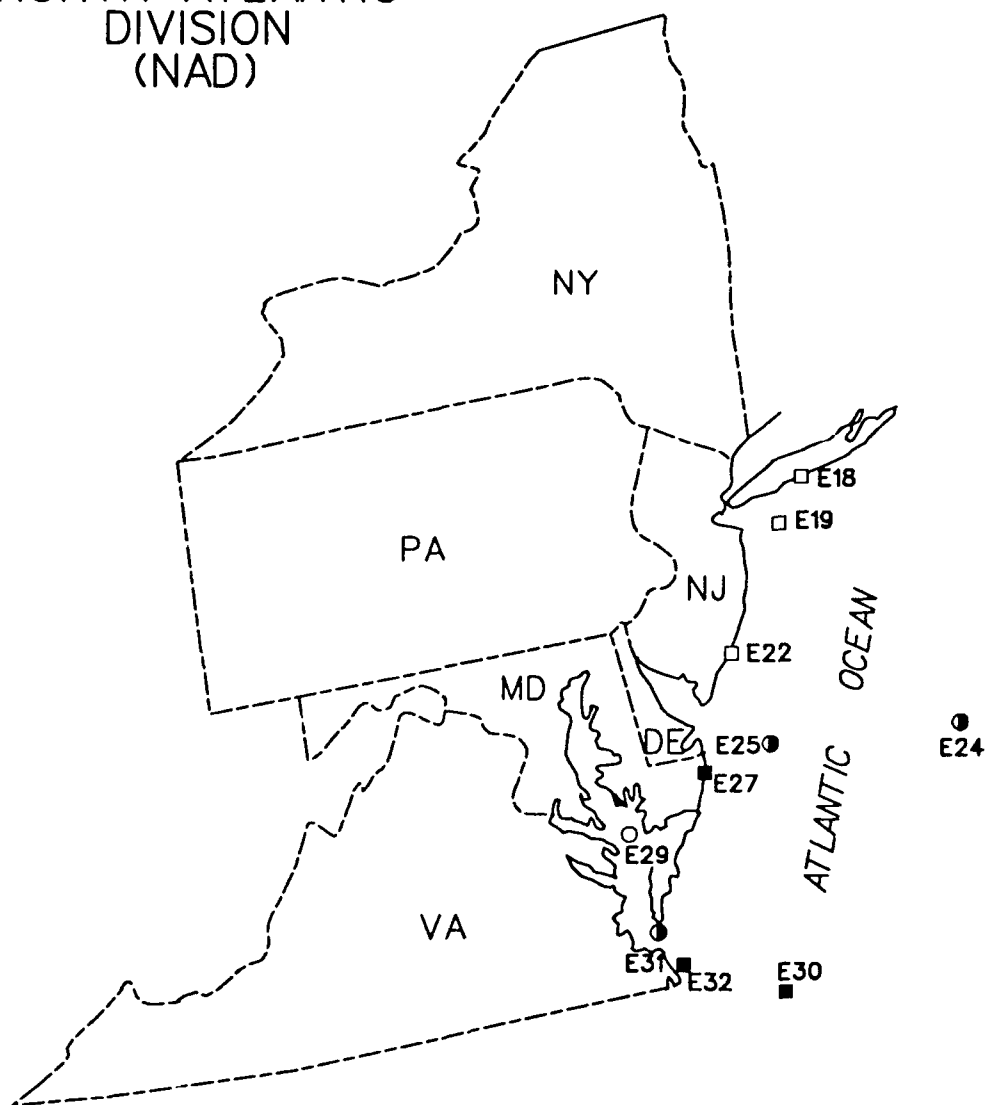 DIVISION
(NAD)
NY
E18
E19
PA
NJ
OCEAN
E22
MD
DE
E25
E24
E27
ATLANTIC
E29
VA
E31
E32
E30